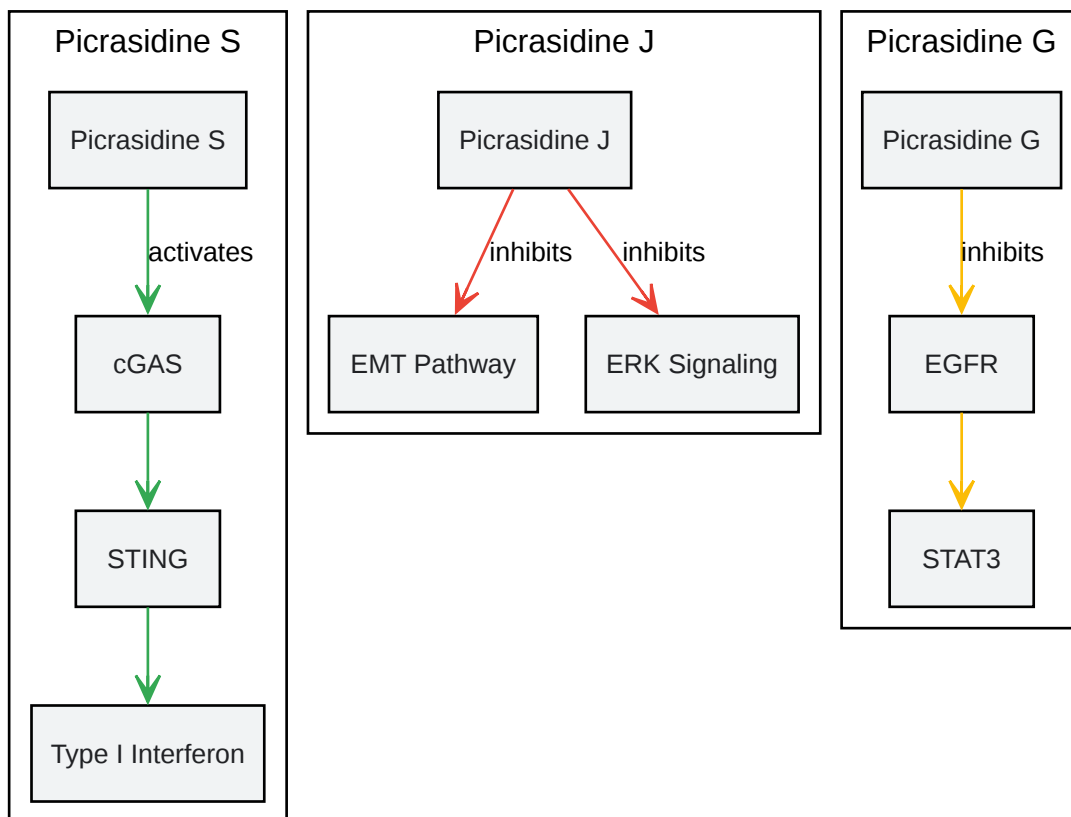 Picrasidine S
Picrasidine S
activates
cGAS
STING
Type I Interferon
Picrasidine J
Picrasidine J
inhibits
inhibits
EMT Pathway
ERK Signaling
Picrasidine G
Picrasidine G
inhibits
EGFR
STAT3